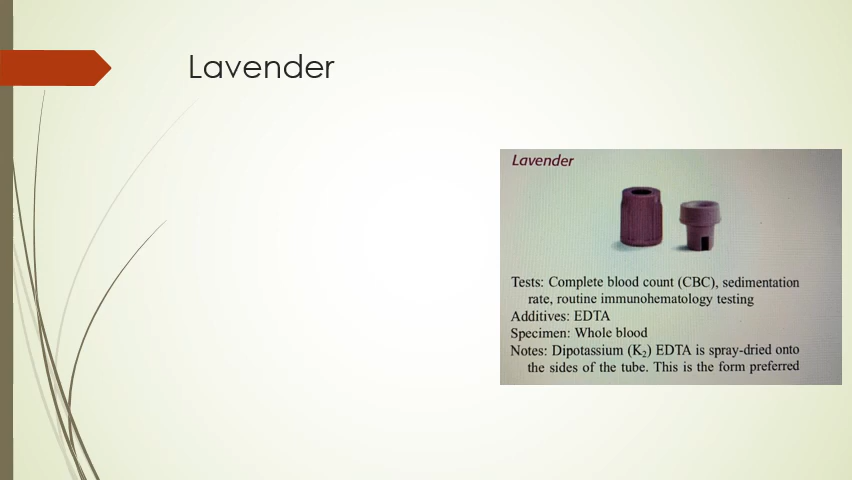 Lavender
Lavender
Tests: Complete blood count (CBC), sedimentation
rate, routine immunohematology testing
Additives: EDTA
Specimen: Whole blood
Notes: Dipotassium (K₂) EDTA is spray-dried onto
the sides of the tube. This is the form preferred